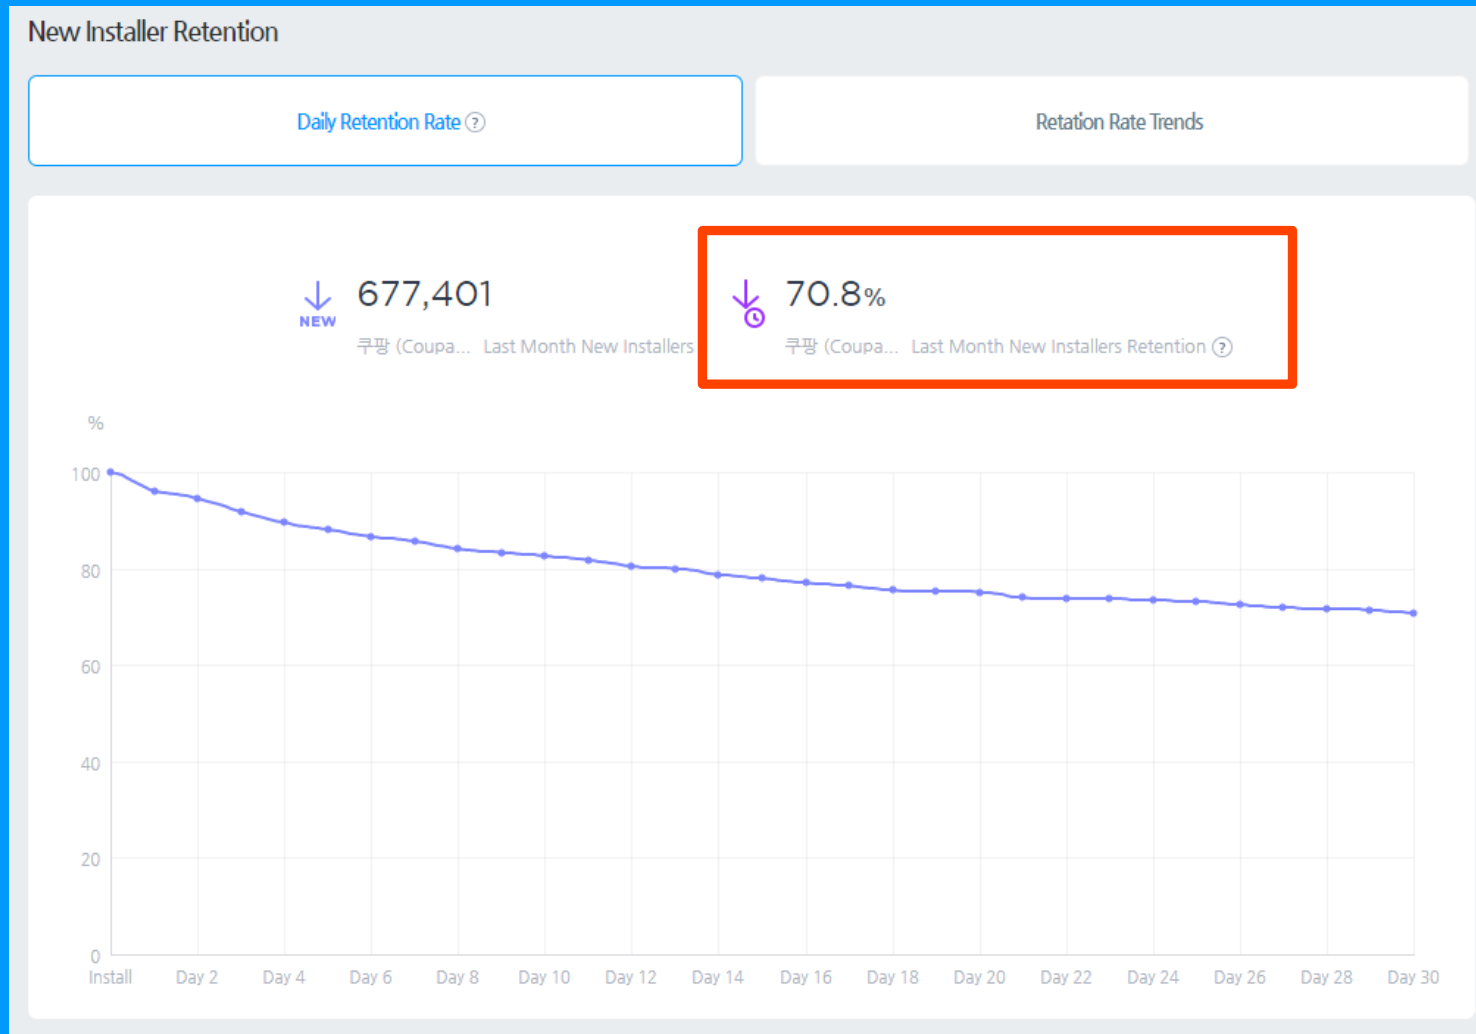 New Installer Retention
Daily Retention Rate ?
Retation Rate Trends
NEW
677,401
쿠팡 (Coupa... Last Month New Installers
70.8%
쿠팡 (Coupa... Last Month New Installers Retention ?
%
100
80
60
40
20
0
Install Day 2 Day 4 Day 6 Day 8 Day 10 Day 12 Day 14 Day 16 Day 18 Day 20 Day 22 Day 24 Day 26 Day 28 Day 30